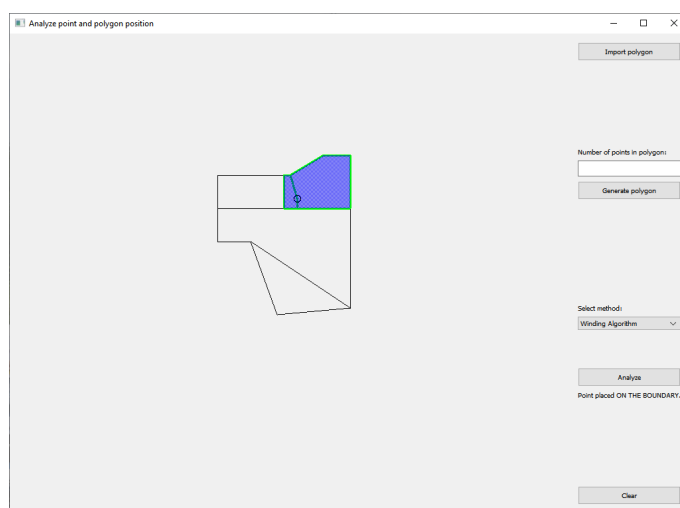 Analyze point and polygon position
Import polygon
Number of points in polygon:
Generate polygon
Select method:
Winding Algorithm
Analyze
Point placed ON THE BOUNDARY.
Clear